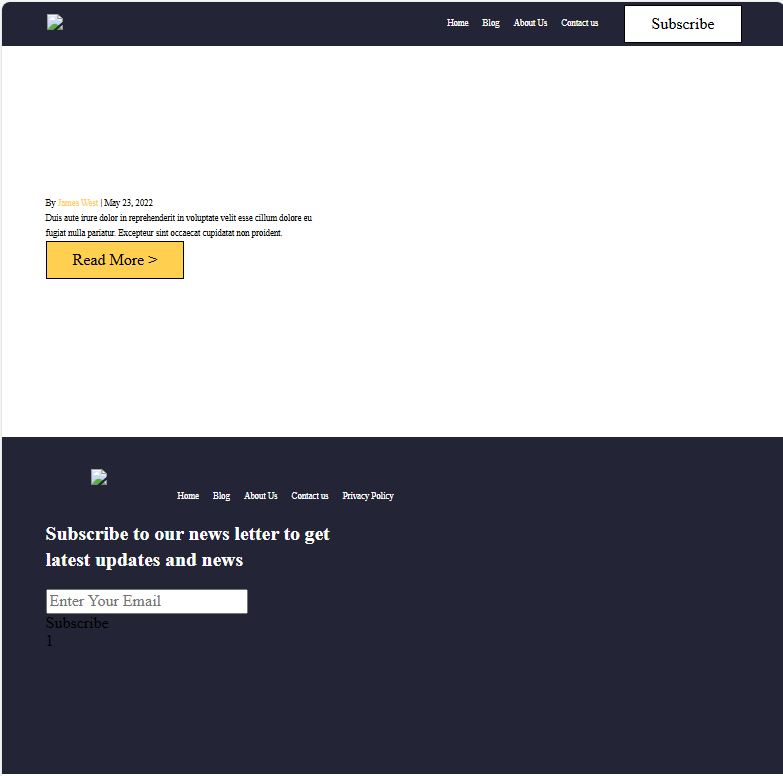 Home Blog About Us Contact us Subscribe
By James West | May 23, 2022
Duis aute irure dolor in reprehenderit in voluptate velit esse cillum dolore eu
fugiat nulla pariatur. Excepteur sint occaecat cupidatat non proident.
Read More >
Home Blog About Us Contact us Privacy Policy
Subscribe to our news letter to get
latest updates and news
Enter Your Email
Subscribe
1